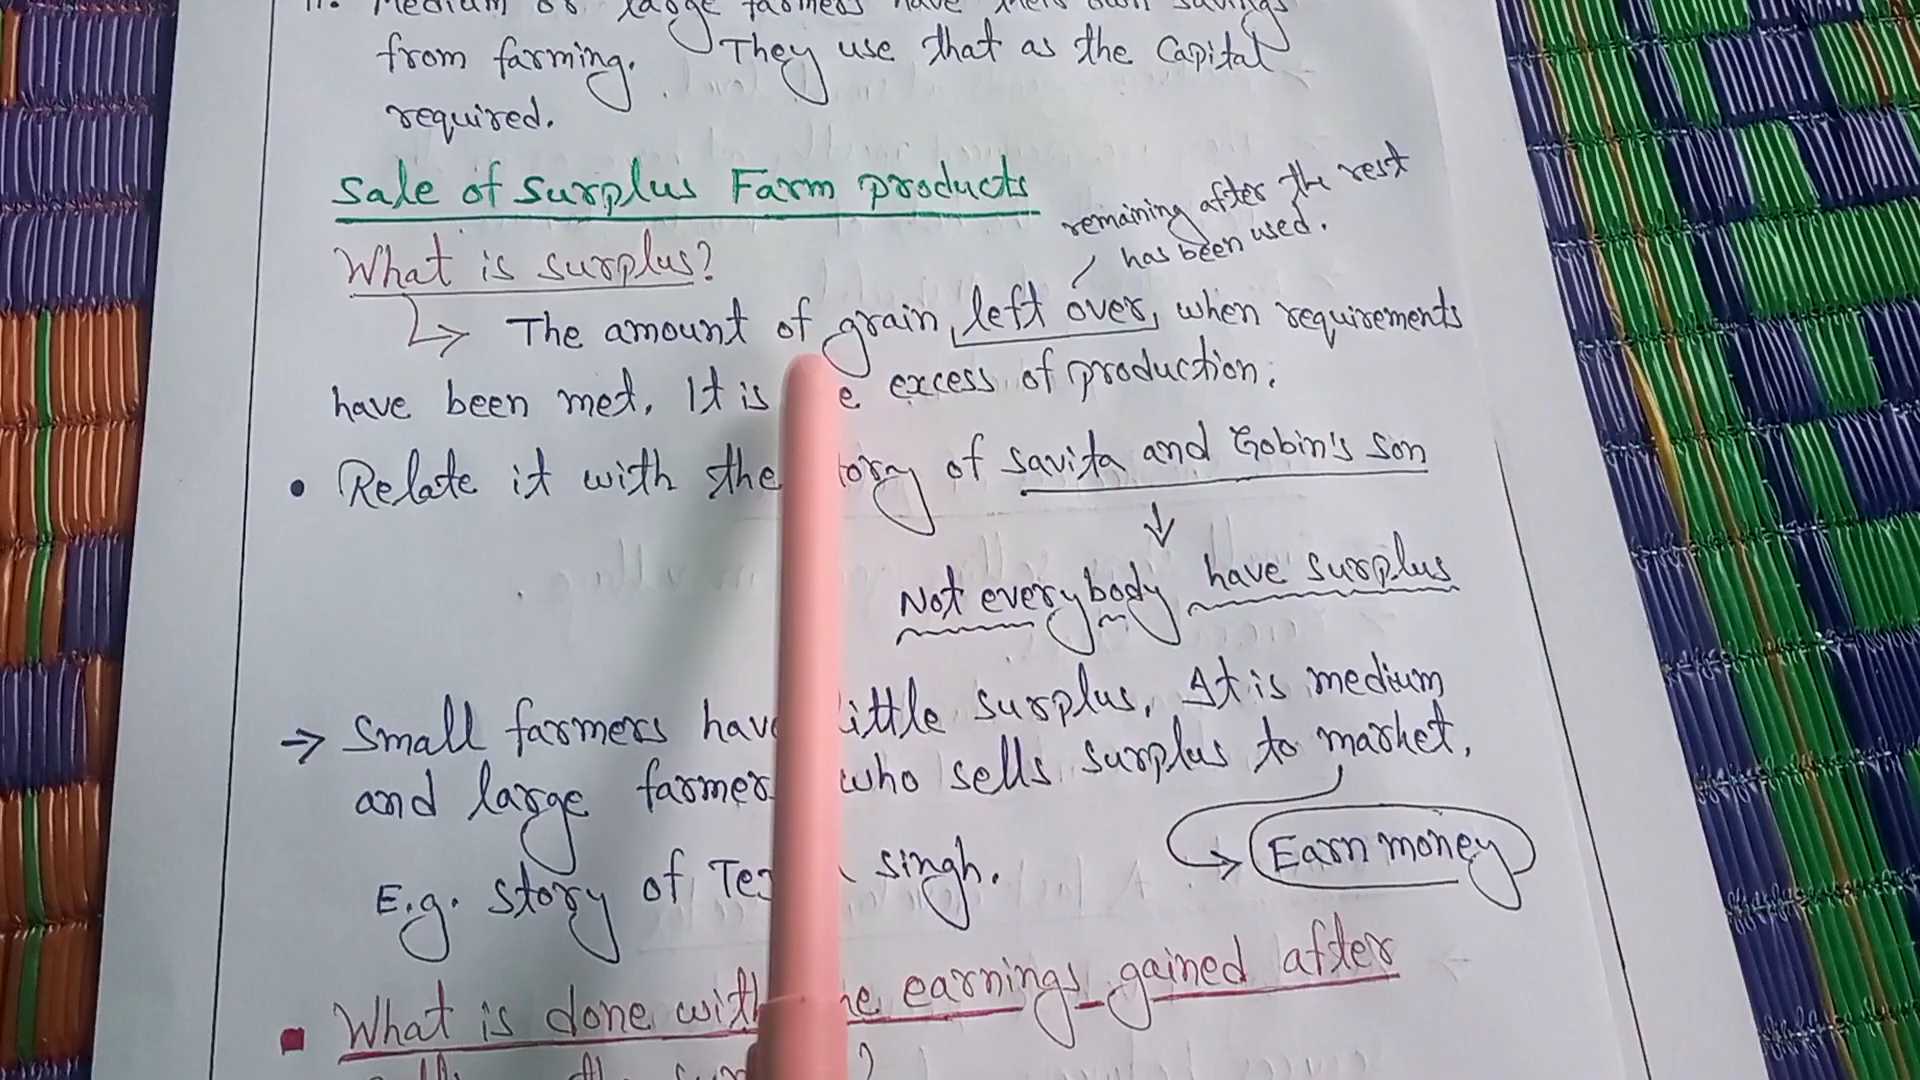 from farming. They use that as the Capital
required.
Sale of Surplus Farm products
What is surplus?
remaining after the rest
has been used.
The amount of grain, left over, when requirements
have been met. It is excess of production.
• Relate it with the of Savita and Gobin's son
Not everybody have surplus
→ Small farmers little surplus. It is medium
and large who sells surplus to market.
E.g. story of singh.
Earn money
What is done earnings gained after